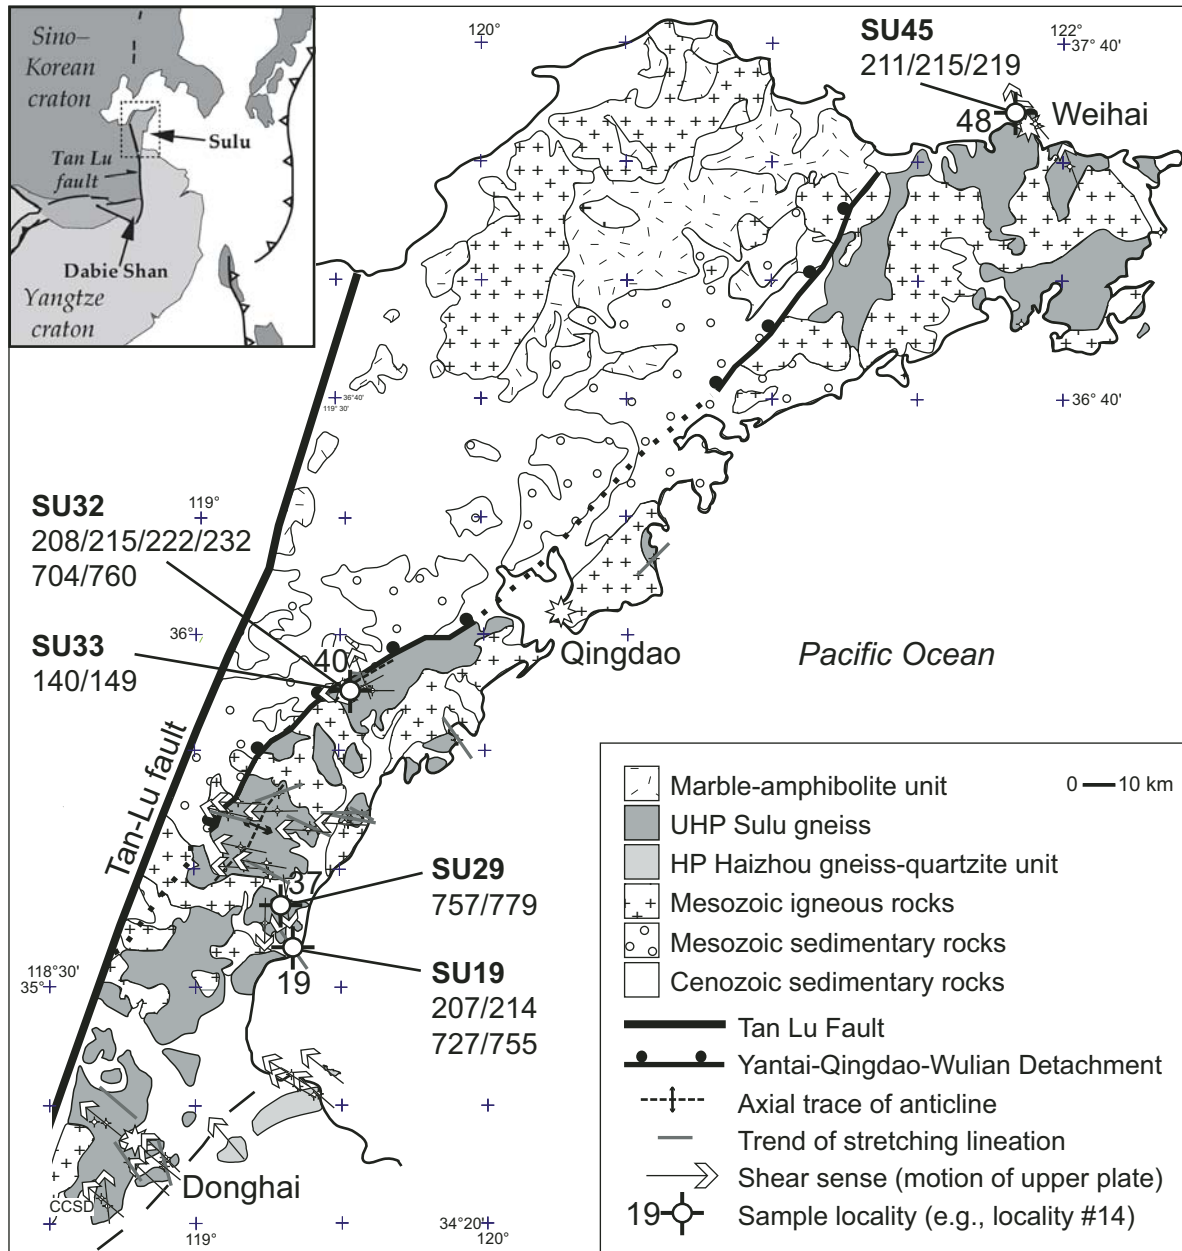 Sino–
Korean
craton
Sulu
Tan Lu
fault
Dabie Shan
Yangtze
craton
120°
SU45
211/215/219
122°
37° 40'
48
Weihai
36°40'
119° 30'
36° 40'
SU32
208/215/222/232
704/760
119°
SU33
140/149
36°
40
Qingdao
Pacific Ocean
Tan-Lu fault
37
SU29
757/779
SU19
207/214
727/755
19
118°30'
35°
Donghai
CCSD
119°
34°20'
120°
Marble-amphibolite unit
0 10 km
UHP Sulu gneiss
HP Haizhou gneiss-quartzite unit
Mesozoic igneous rocks
Mesozoic sedimentary rocks
Cenozoic sedimentary rocks
Tan Lu Fault
Yantai-Qingdao-Wulian Detachment
Axial trace of anticline
Trend of stretching lineation
Shear sense (motion of upper plate)
19 Sample locality (e.g., locality #14)